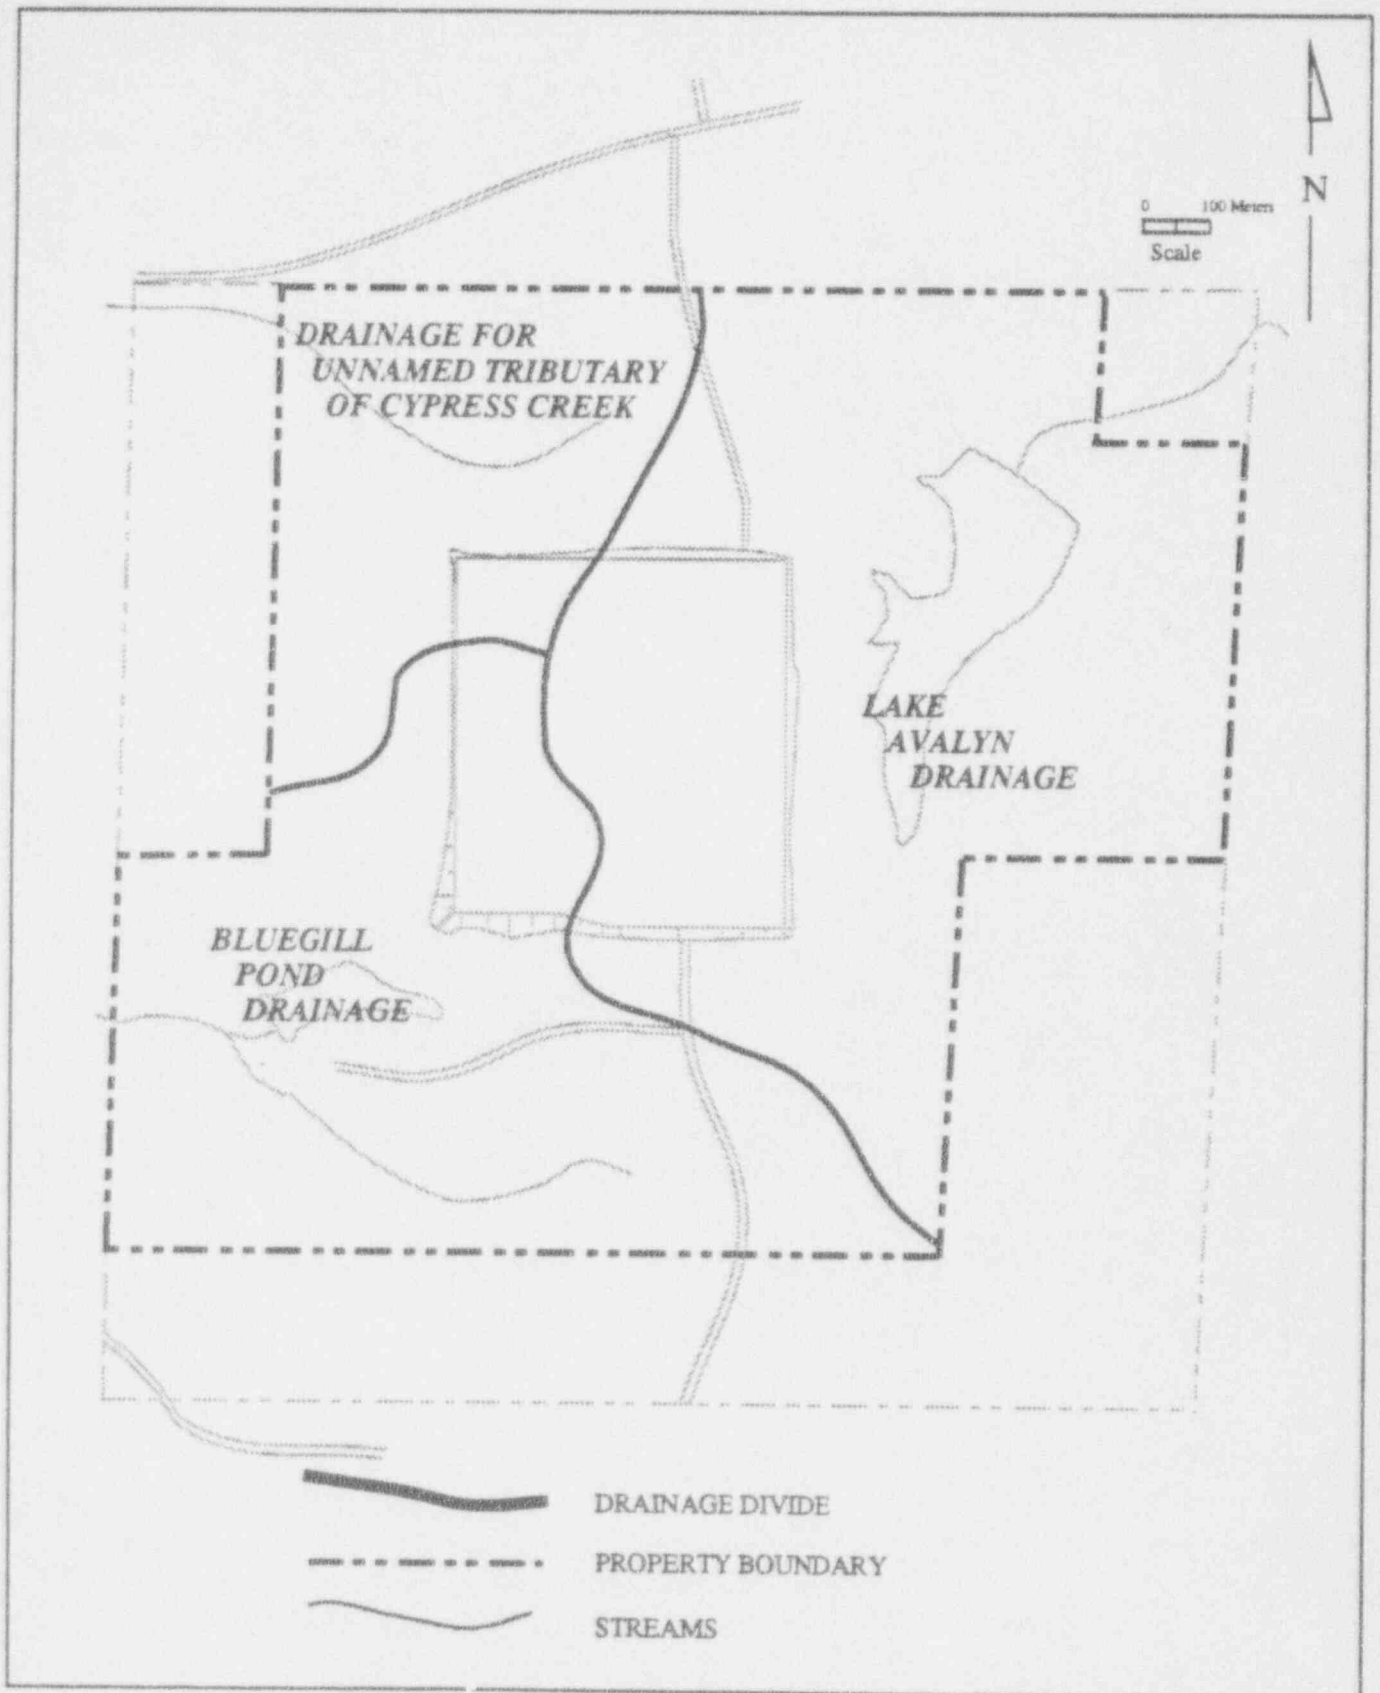 N
0 100 Meters
Scale
DRAINAGE FOR
UNNAMED TRIBUTARY
OF CYPRESS CREEK
LAKE
AVALYN
DRAINAGE
BLUEGILL
POND
DRAINAGE
DRAINAGE DIVIDE
PROPERTY BOUNDARY
STREAMS